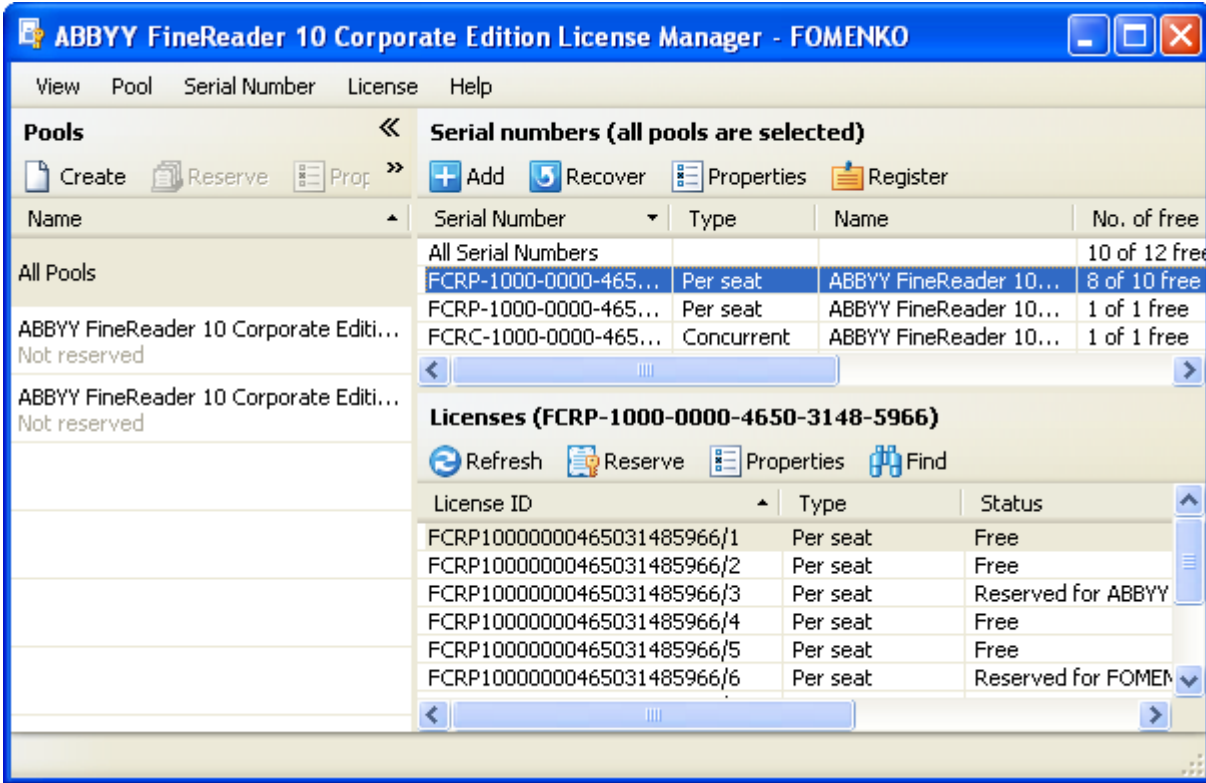 ABBYY FineReader 10 Corporate Edition License Manager - FOMENKO
View Pool Serial Number License Help
Pools «
Create Reserve Prop »
Name
All Pools
ABBYY FineReader 10 Corporate Editi...
Not reserved
ABBYY FineReader 10 Corporate Editi...
Not reserved
Serial numbers (all pools are selected)
Add Recover Properties Register
Serial Number Type Name No. of free
All Serial Numbers 10 of 12 free
FCRP-1000-0000-465... Per seat ABBYY FineReader 10... 8 of 10 free
FCRP-1000-0000-465... Per seat ABBYY FineReader 10... 1 of 1 free
FCRC-1000-0000-465... Concurrent ABBYY FineReader 10... 1 of 1 free
Licenses (FCRP-1000-0000-4650-3148-5966)
Refresh Reserve Properties Find
License ID Type Status
FCRP10000000465031485966/1 Per seat Free
FCRP10000000465031485966/2 Per seat Free
FCRP10000000465031485966/3 Per seat Reserved for ABBYY
FCRP10000000465031485966/4 Per seat Free
FCRP10000000465031485966/5 Per seat Free
FCRP10000000465031485966/6 Per seat Reserved for FOMEN